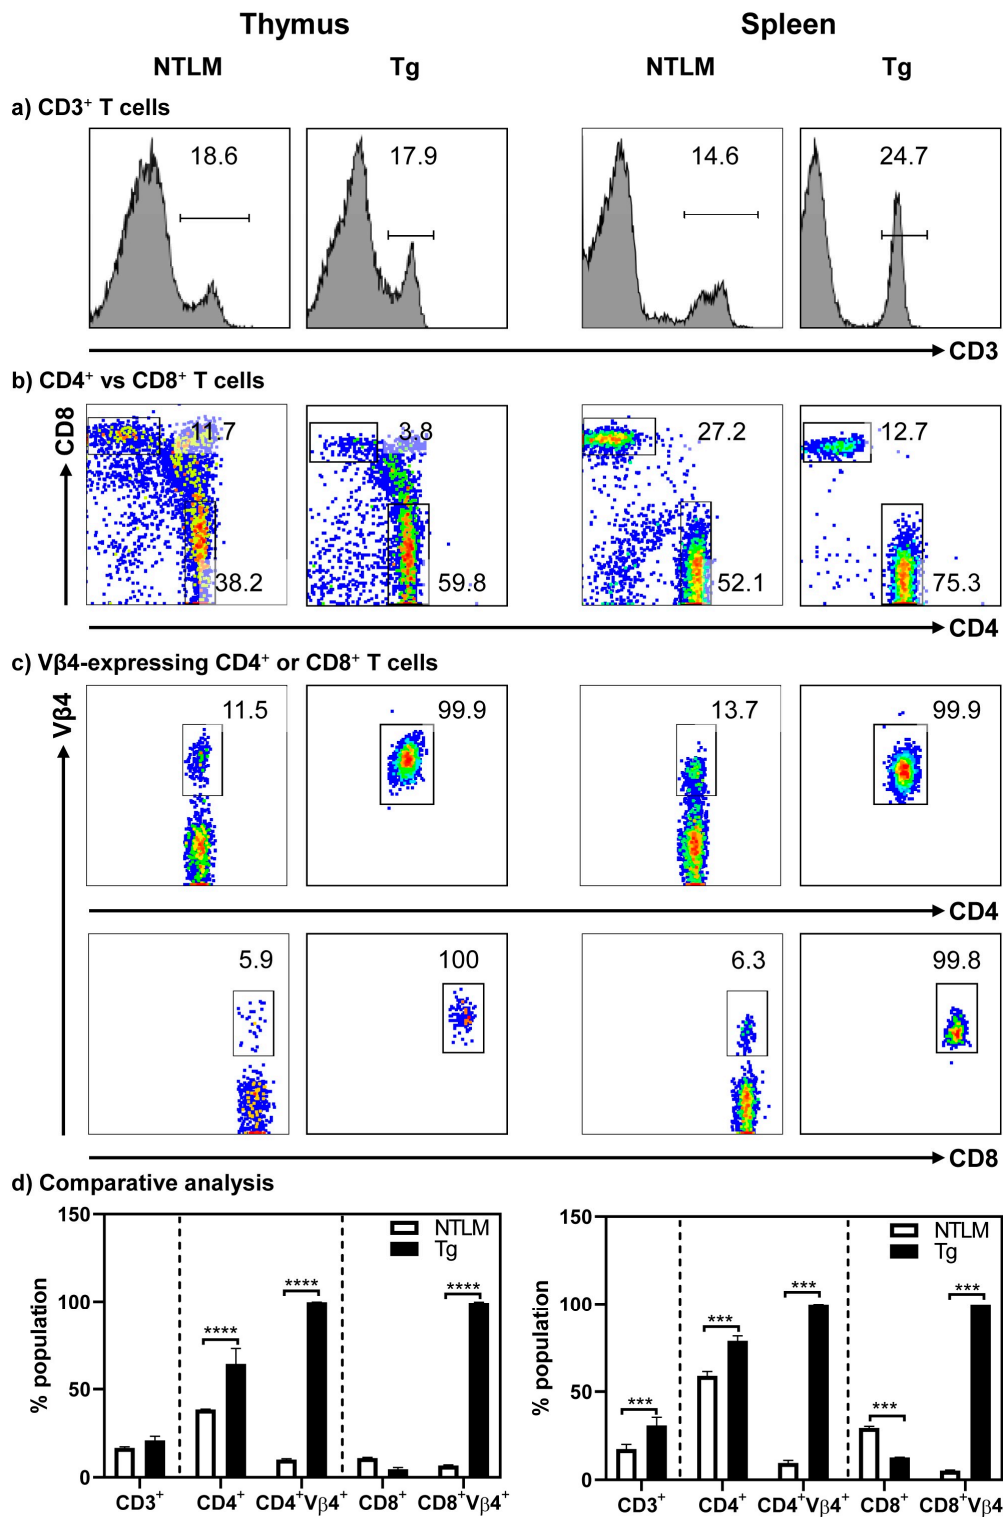 Thymus Spleen
NTLM Tg NTLM Tg
a) CD3⁺ T cells
18.6 17.9 14.6 24.7
CD3
b) CD4⁺ vs CD8⁺ T cells
CD8
11.7 3.8 27.2 12.7
38.2 59.8 52.1 75.3
CD4
c) Vβ4-expressing CD4⁺ or CD8⁺ T cells
Vβ4
11.5 99.9 13.7 99.9
CD4
5.9 100 6.3 99.8
CD8
d) Comparative analysis
% population
150
100
50
0
NTLM
Tg
**** **** ****
CD3⁺ CD4⁺ CD4⁺Vβ4⁺ CD8⁺ CD8⁺Vβ4⁺
% population
150
100
50
0
NTLM
Tg
*** *** *** *** ***
CD3⁺ CD4⁺ CD4⁺Vβ4⁺ CD8⁺ CD8⁺Vβ4